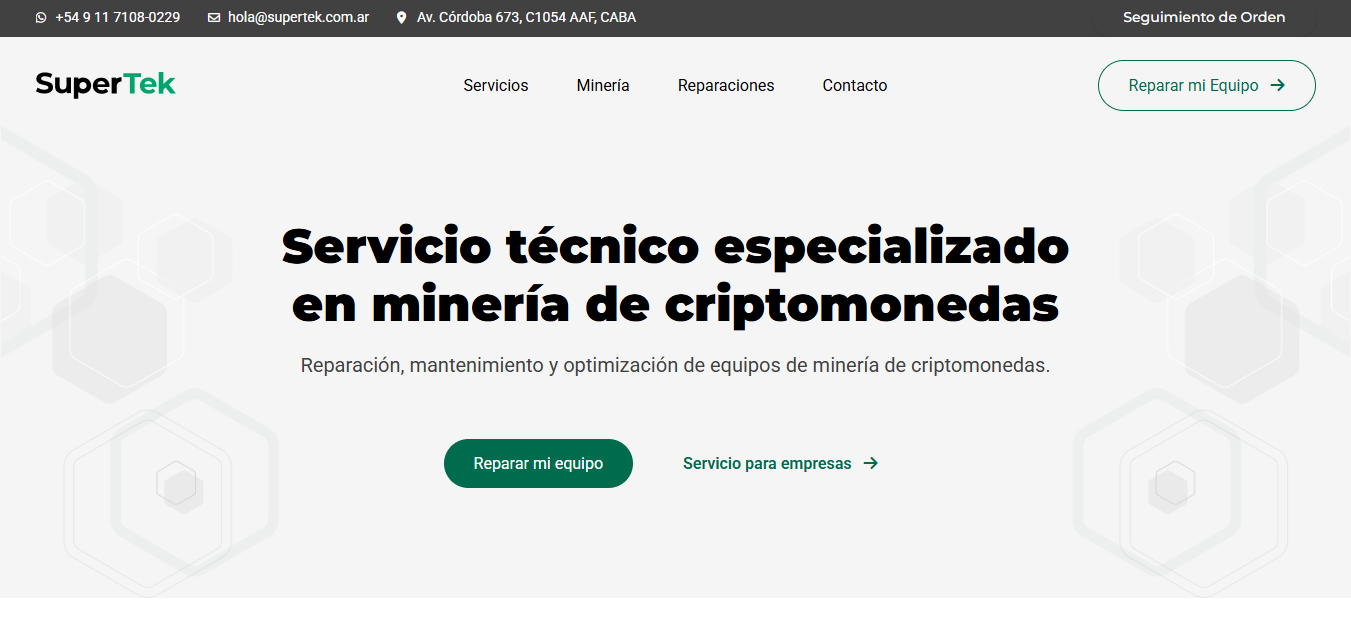 +54 9 11 7108-0229 hola@supertek.com.ar Av. Córdoba 673, C1054 AAF, CABA Seguimiento de Orden
SuperTek Servicios Minería Reparaciones Contacto Reparar mi Equipo
Servicio técnico especializado
en minería de criptomonedas
Reparación, mantenimiento y optimización de equipos de minería de criptomonedas.
Reparar mi equipo Servicio para empresas